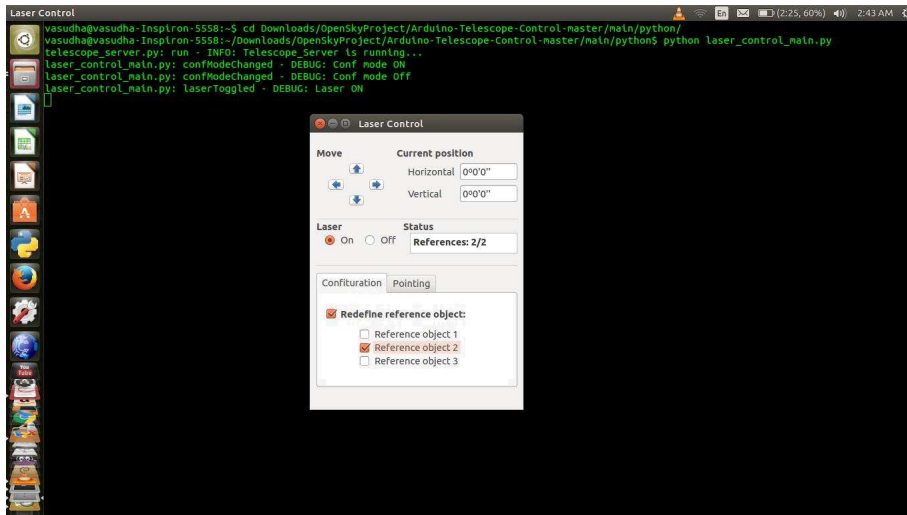 Laser Control
En (2:25, 60%) 2:43 AM
vasudha@vasudha-Inspiron-5558:~$ cd Downloads/OpenSkyProject/Arduino-Telescope-Control-master/main/python/
vasudha@vasudha-Inspiron-5558:~/Downloads/OpenSkyProject/Arduino-Telescope-Control-master/main/python$ python laser_control_main.py
telescope_server.py: run - INFO: Telescope_Server is running...
laser_control_main.py: confModeChanged - DEBUG: Conf mode ON
laser_control_main.py: confModeChanged - DEBUG: Conf mode Off
laser_control_main.py: laserToggled - DEBUG: Laser ON
Laser Control
Move Current position
Horizontal 0º0'0''
Vertical 0º0'0''
Laser Status
On Off References: 2/2
Confituration Pointing
Redefine reference object:
Reference object 1
Reference object 2
Reference object 3
You
Tube